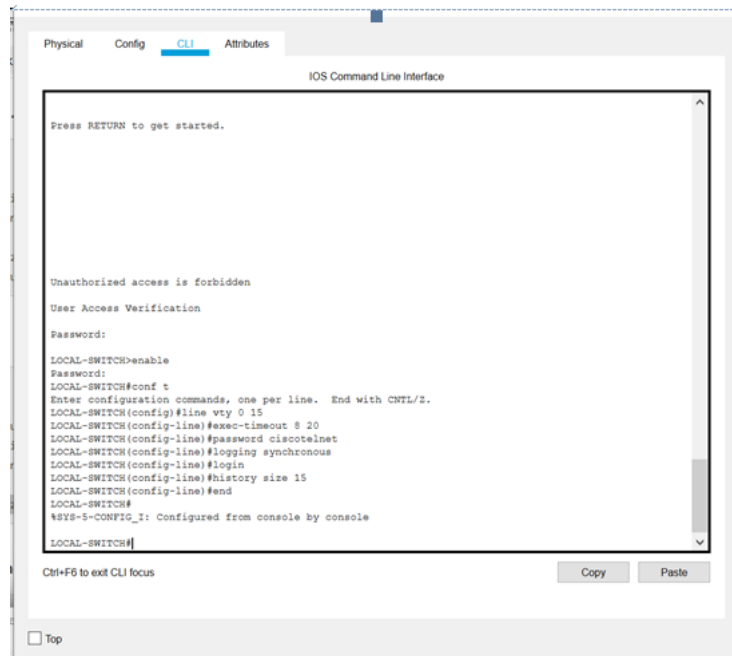 Physical Config CLI Attributes
IOS Command Line Interface
Press RETURN to get started.
Unauthorized access is forbidden
User Access Verification
Password:
LOCAL-SWITCH>enable
Password:
LOCAL-SWITCH#conf t
Enter configuration commands, one per line.  End with CNTL/Z.
LOCAL-SWITCH(config)#line vty 0 15
LOCAL-SWITCH(config-line)#exec-timeout 8 20
LOCAL-SWITCH(config-line)#password ciscotelnet
LOCAL-SWITCH(config-line)#logging synchronous
LOCAL-SWITCH(config-line)#login
LOCAL-SWITCH(config-line)#history size 15
LOCAL-SWITCH(config-line)#end
LOCAL-SWITCH#
%SYS-5-CONFIG_I: Configured from console by console
LOCAL-SWITCH#
Ctrl+F6 to exit CLI focus
Copy Paste
Top